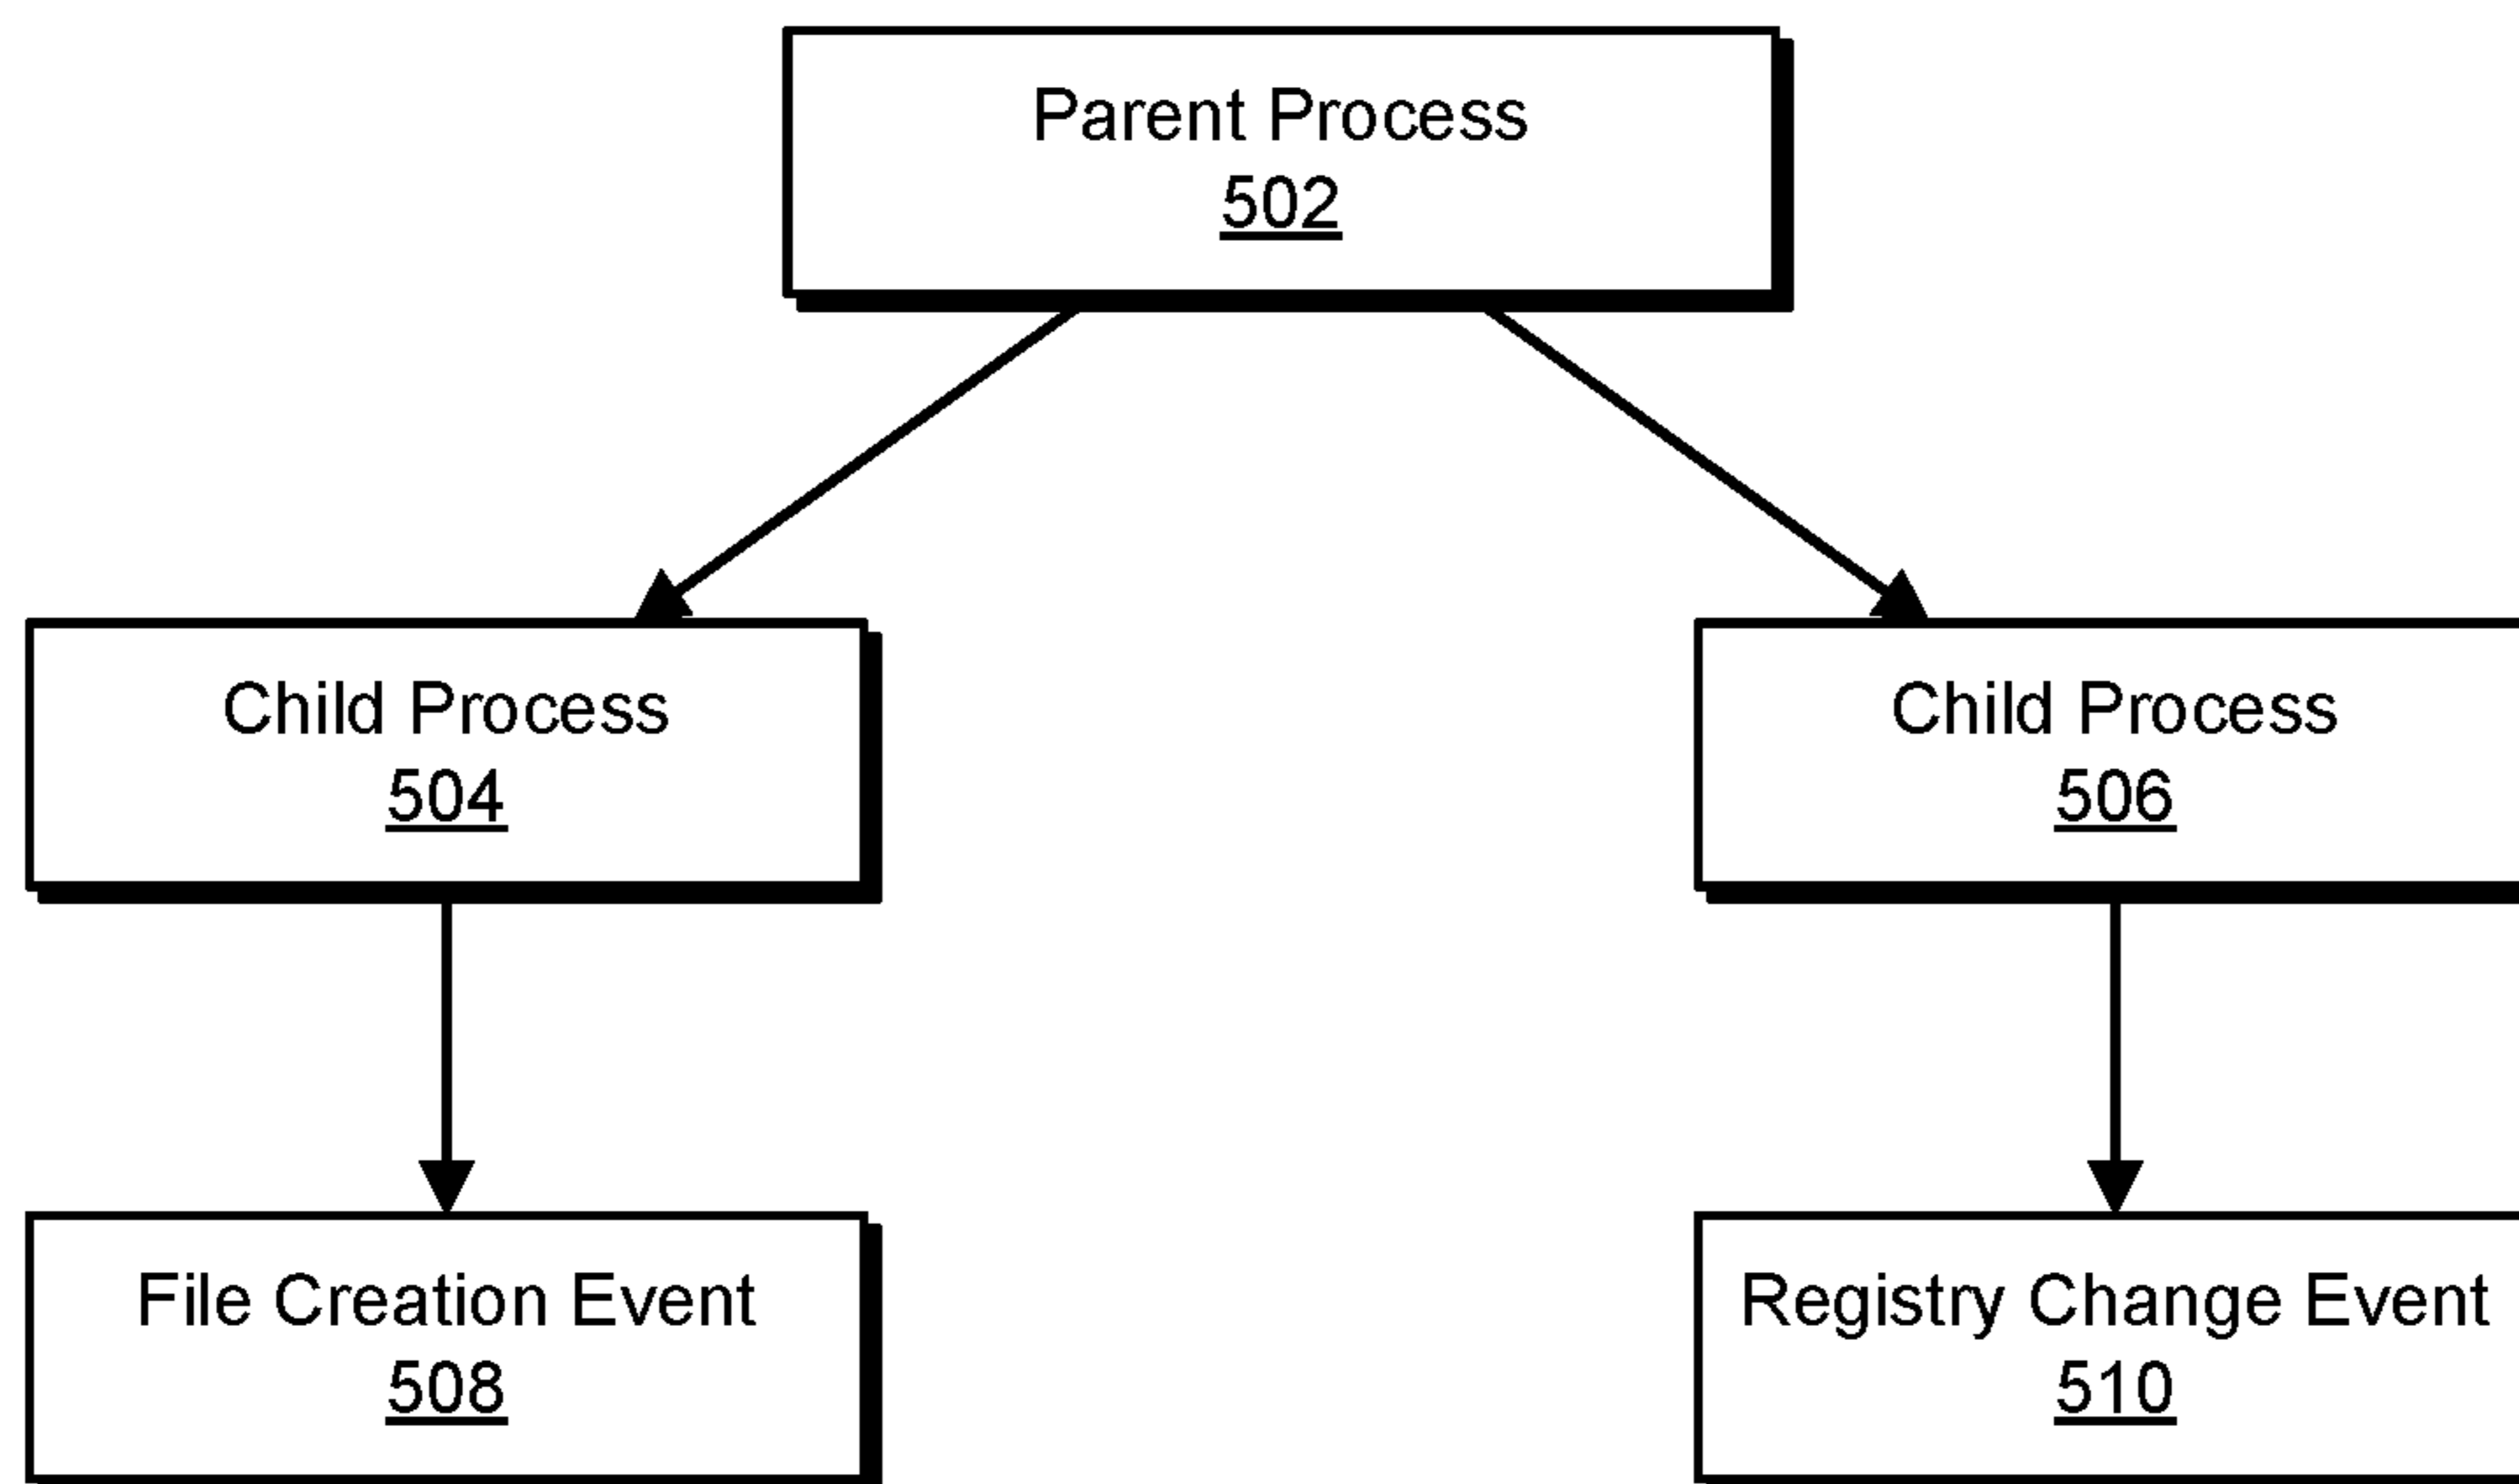 Parent Process
502
Child Process
504
Child Process
506
File Creation Event
508
Registry Change Event
510